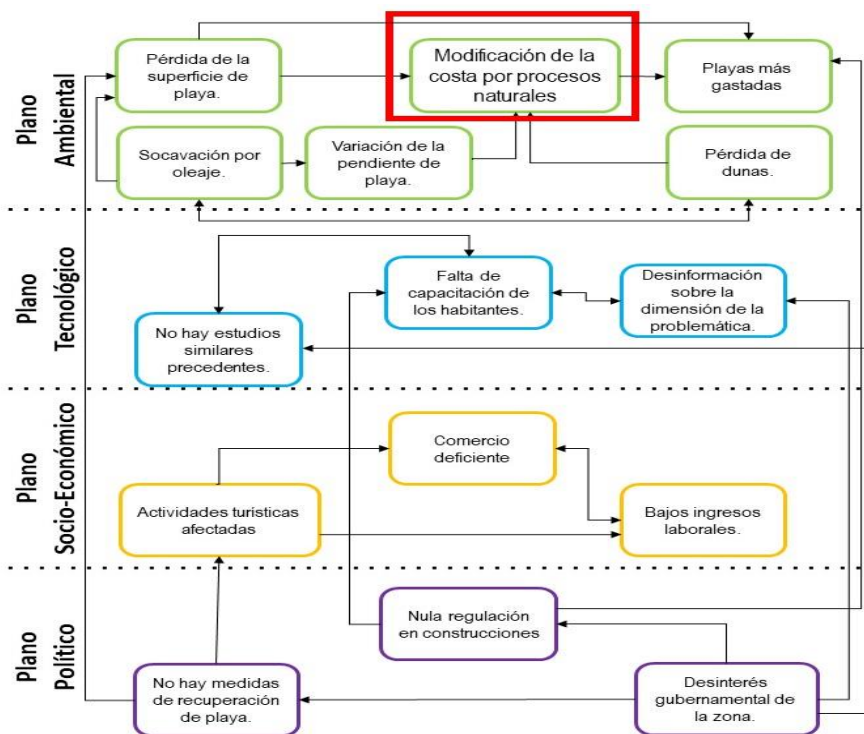 Plano
Ambiental
Pérdida de la
superficie de
playa.
Modificación de la
costa por procesos
naturales
Playas más
gastadas
Socavación por
oleaje.
Variación de la
pendiente de
playa.
Pérdida de
dunas.
Plano
Tecnológico
Falta de
capacitación de
los habitantes.
Desinformación
sobre la
dimensión de la
problemática.
No hay estudios
similares
precedentes.
Plano
Socio-Económico
Comercio
deficiente
Actividades turísticas
afectadas
Bajos ingresos
laborales.
Plano
Político
Nula regulación
en construcciones
No hay medidas
de recuperación
de playa.
Desinterés
gubernamental de
la zona.